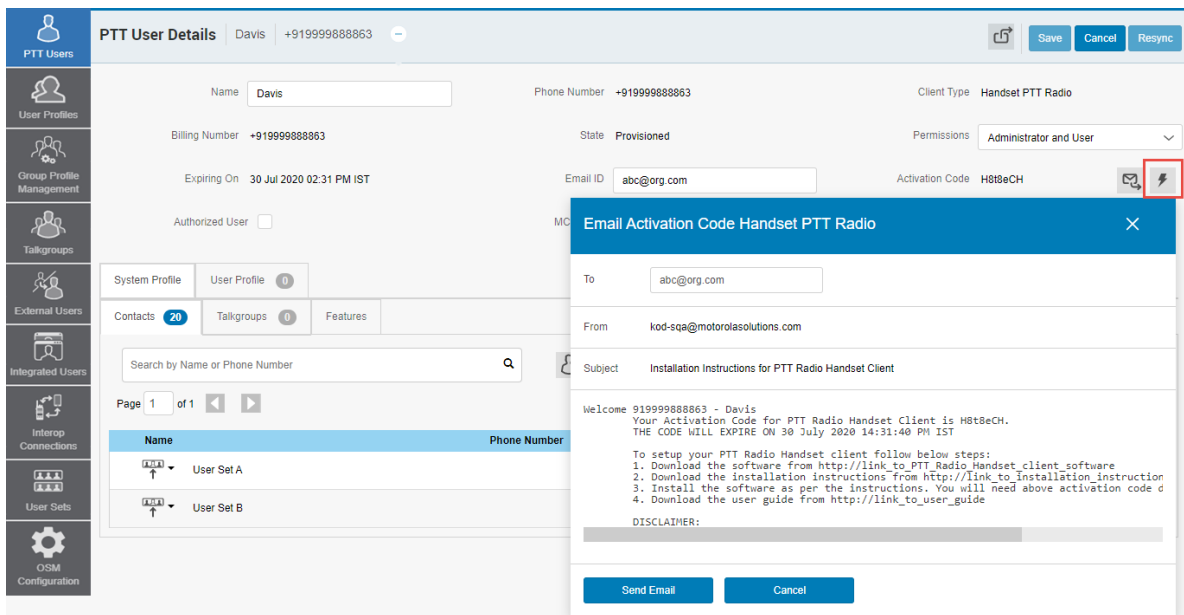 PTT Users
User Profiles
Group Profile
Management
Talkgroups
External Users
Integrated Users
Interop
Connections
User Sets
OSM
Configuration
PTT User Details Davis +919999888863
Save Cancel Resync
Name Davis Phone Number +919999888863 Client Type Handset PTT Radio
Billing Number +919999888863 State Provisioned Permissions Administrator and User
Expiring On 30 Jul 2020 02:31 PM IST Email ID abc@org.com Activation Code H8t8eCH
Authorized User MC
System Profile User Profile 0
Contacts 20 Talkgroups 0 Features
Search by Name or Phone Number
Page 1 of 1
Name Phone Number
User Set A
User Set B
Email Activation Code Handset PTT Radio
To abc@org.com
From kod-sqa@motorolasolutions.com
Subject Installation Instructions for PTT Radio Handset Client
Welcome 919999888863 - Davis
Your Activation Code for PTT Radio Handset Client is H8t8eCH.
THE CODE WILL EXPIRE ON 30 July 2020 14:31:40 PM IST
To setup your PTT Radio Handset client follow below steps:
1. Download the software from http://link_to_PTT_Radio_Handset_client_software
2. Download the installation instructions from http://link_to_installation_instruction
3. Install the software as per the instructions. You will need above activation code d
4. Download the user guide from http://link_to_user_guide
DISCLAIMER:
Send Email Cancel